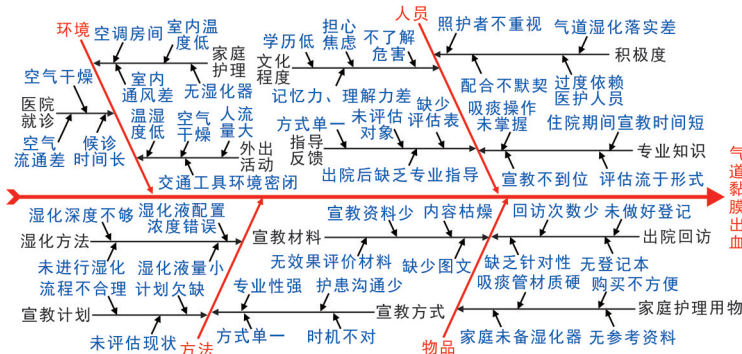 环境
空调房间
室内温
度低
家庭
护理
室内
通风差
无湿化器
空气干燥
医院
就诊
空气
流通差
候诊
时间长
温湿
度低
空气
干燥
人流
量大
外出
活动
交通工具环境密闭
人员
学历低
担心
焦虑
不了解
危害
文化
程度
记忆力、理解力差
照护者不重视
气道湿化落实差
积极度
配合不默契
过度依赖
医护人员
方式单一
未评估
对象
缺少
评估表
指导
反馈
出院后缺乏专业指导
吸痰操作
未掌握
住院期间宣教时间短
专业知识
宣教不到位
评估流于形式
气道黏膜出血
湿化深度不够
湿化液配置
浓度错误
湿化方法
未进行湿化
湿化液量小
流程不合理
计划欠缺
宣教计划
未评估现状
方法
宣教资料少
内容枯燥
宣教材料
无效果评价材料
缺少图文
专业性强
护患沟通少
宣教方式
方式单一
时机不对
回访次数少
未做好登记
出院回访
缺乏针对性
无登记本
吸痰管材质硬
购买不方便
家庭护理用物
家庭未备湿化器
无参考资料
物品